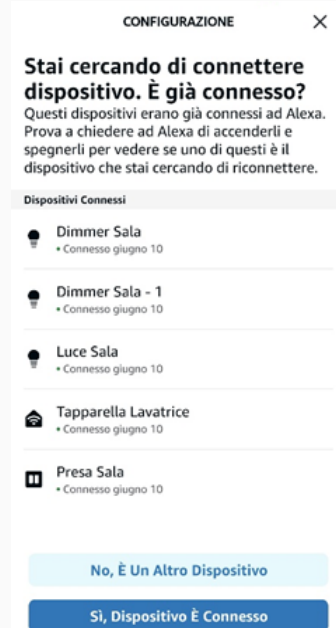 CONFIGURAZIONE
Stai cercando di connettere
dispositivo. È già connesso?
Questi dispositivi erano già connessi ad Alexa.
Prova a chiedere ad Alexa di accenderli e
spegnerli per vedere se uno di questi è il
dispositivo che stai cercando di riconnettere.
Dispositivi Connessi
Dimmer Sala
• Connesso giugno 10
Dimmer Sala - 1
• Connesso giugno 10
Luce Sala
• Connesso giugno 10
Tapparella Lavatrice
• Connesso giugno 10
Presa Sala
• Connesso giugno 10
No, È Un Altro Dispositivo
Sì, Dispositivo È Connesso